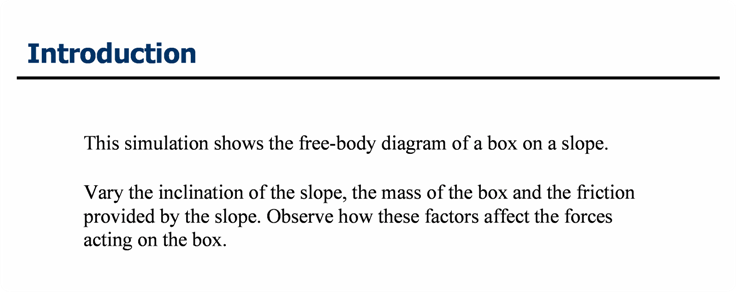 Introduction
This simulation shows the free-body diagram of a box on a slope.
Vary the inclination of the slope, the mass of the box and the friction
provided by the slope. Observe how these factors affect the forces
acting on the box.